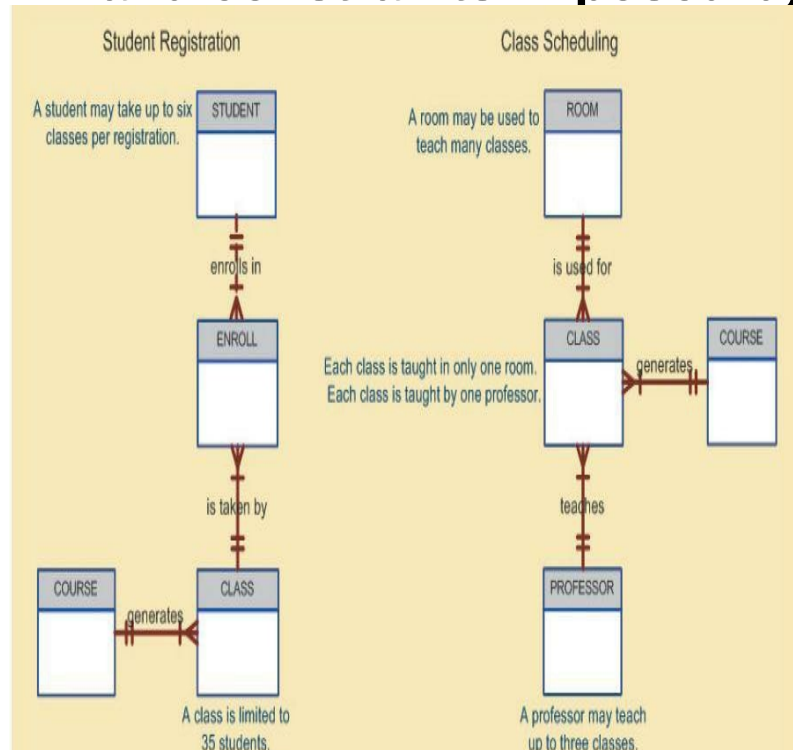 Student Registration
A student may take up to six
classes per registration.
STUDENT
enrolls in
ENROLL
is taken by
COURSE
generates
CLASS
A class is limited to
35 students.
Class Scheduling
A room may be used to
teach many classes.
ROOM
is used for
Each class is taught in only one room.
Each class is taught by one professor.
CLASS
generates
COURSE
teaches
PROFESSOR
A professor may teach
up to three classes.